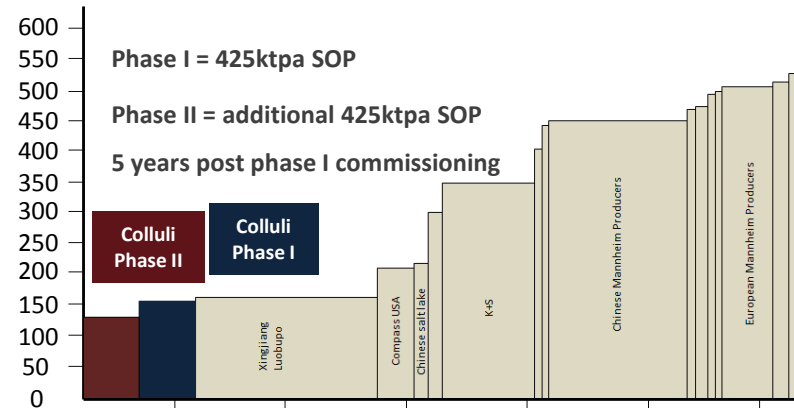 600
550
500
450
400
350
300
250
200
150
100
50
0
Phase I = 425ktpa SOP
Phase II = additional 425ktpa SOP
5 years post phase I commissioning
Colluli
Phase II
Colluli
Phase I
Xingjiang
Luobupo
Compass USA
Chinese salt lake
K+S
Chinese Mannheim Producers
European Mannheim Producers